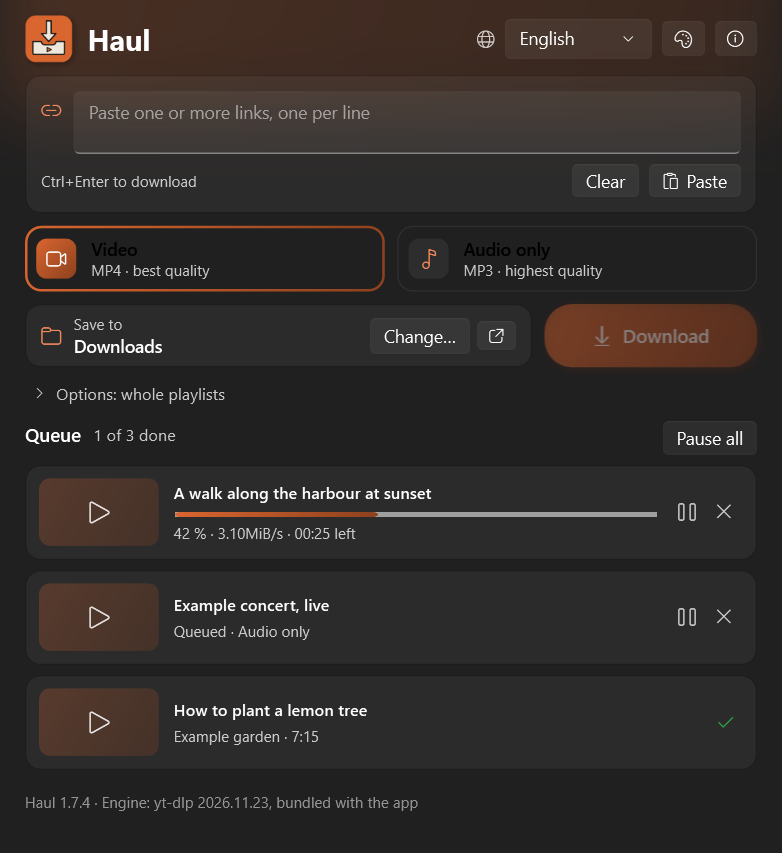 Haul
English
Paste one or more links, one per line
Ctrl+Enter to download
Clear
Paste
Video
MP4 · best quality
Audio only
MP3 · highest quality
Save to
Downloads
Change...
Download
Options: whole playlists
Queue 1 of 3 done
Pause all
A walk along the harbour at sunset
42 % · 3.10MiB/s · 00:25 left
Example concert, live
Queued · Audio only
How to plant a lemon tree
Example garden · 7:15
Haul 1.7.4 · Engine: yt-dlp 2026.11.23, bundled with the app